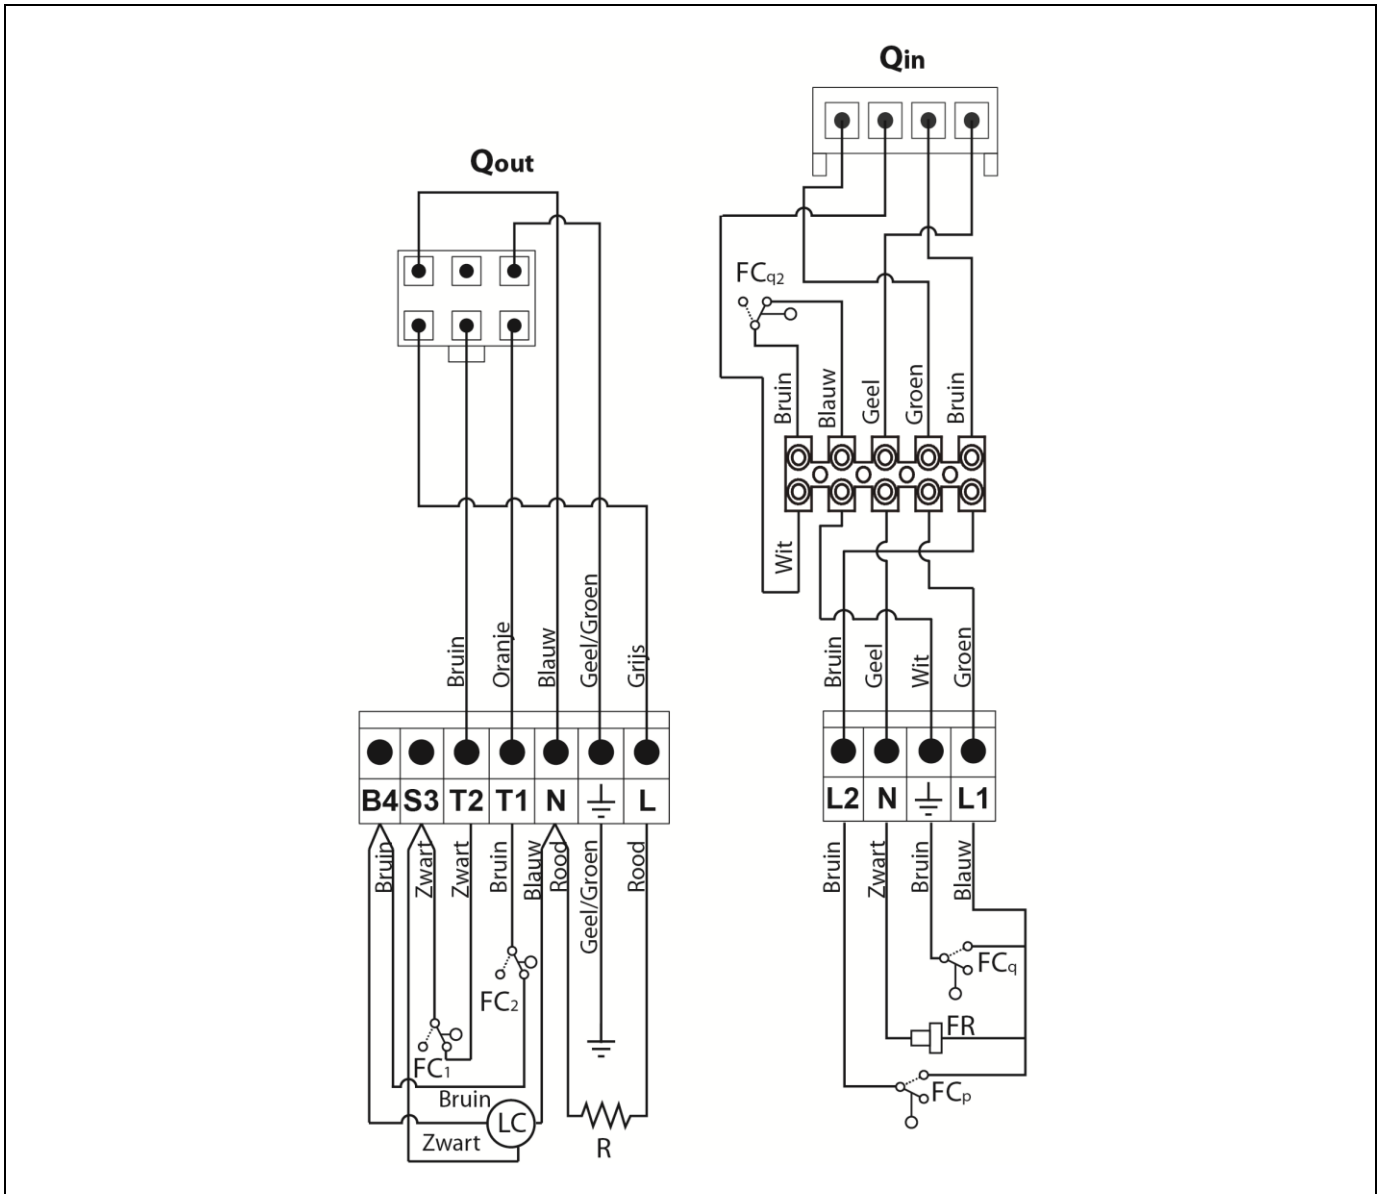 Qin
Qout
FCq2
Bruin
Blauw
Geel
Groen
Bruin
Wit
Bruin
Oranje
Blauw
Geel/Groen
Grijs
Bruin
Geel
Wit
Groen
B4 S3 T2 T1 N L
L2 N L1
Bruin
Zwart
Zwart
Bruin
Blauw
Rood
Geel/Groen
Rood
Bruin
Zwart
Bruin
Blauw
FCq
FC2
FR
FC1
FCp
Bruin
LC
Zwart
R